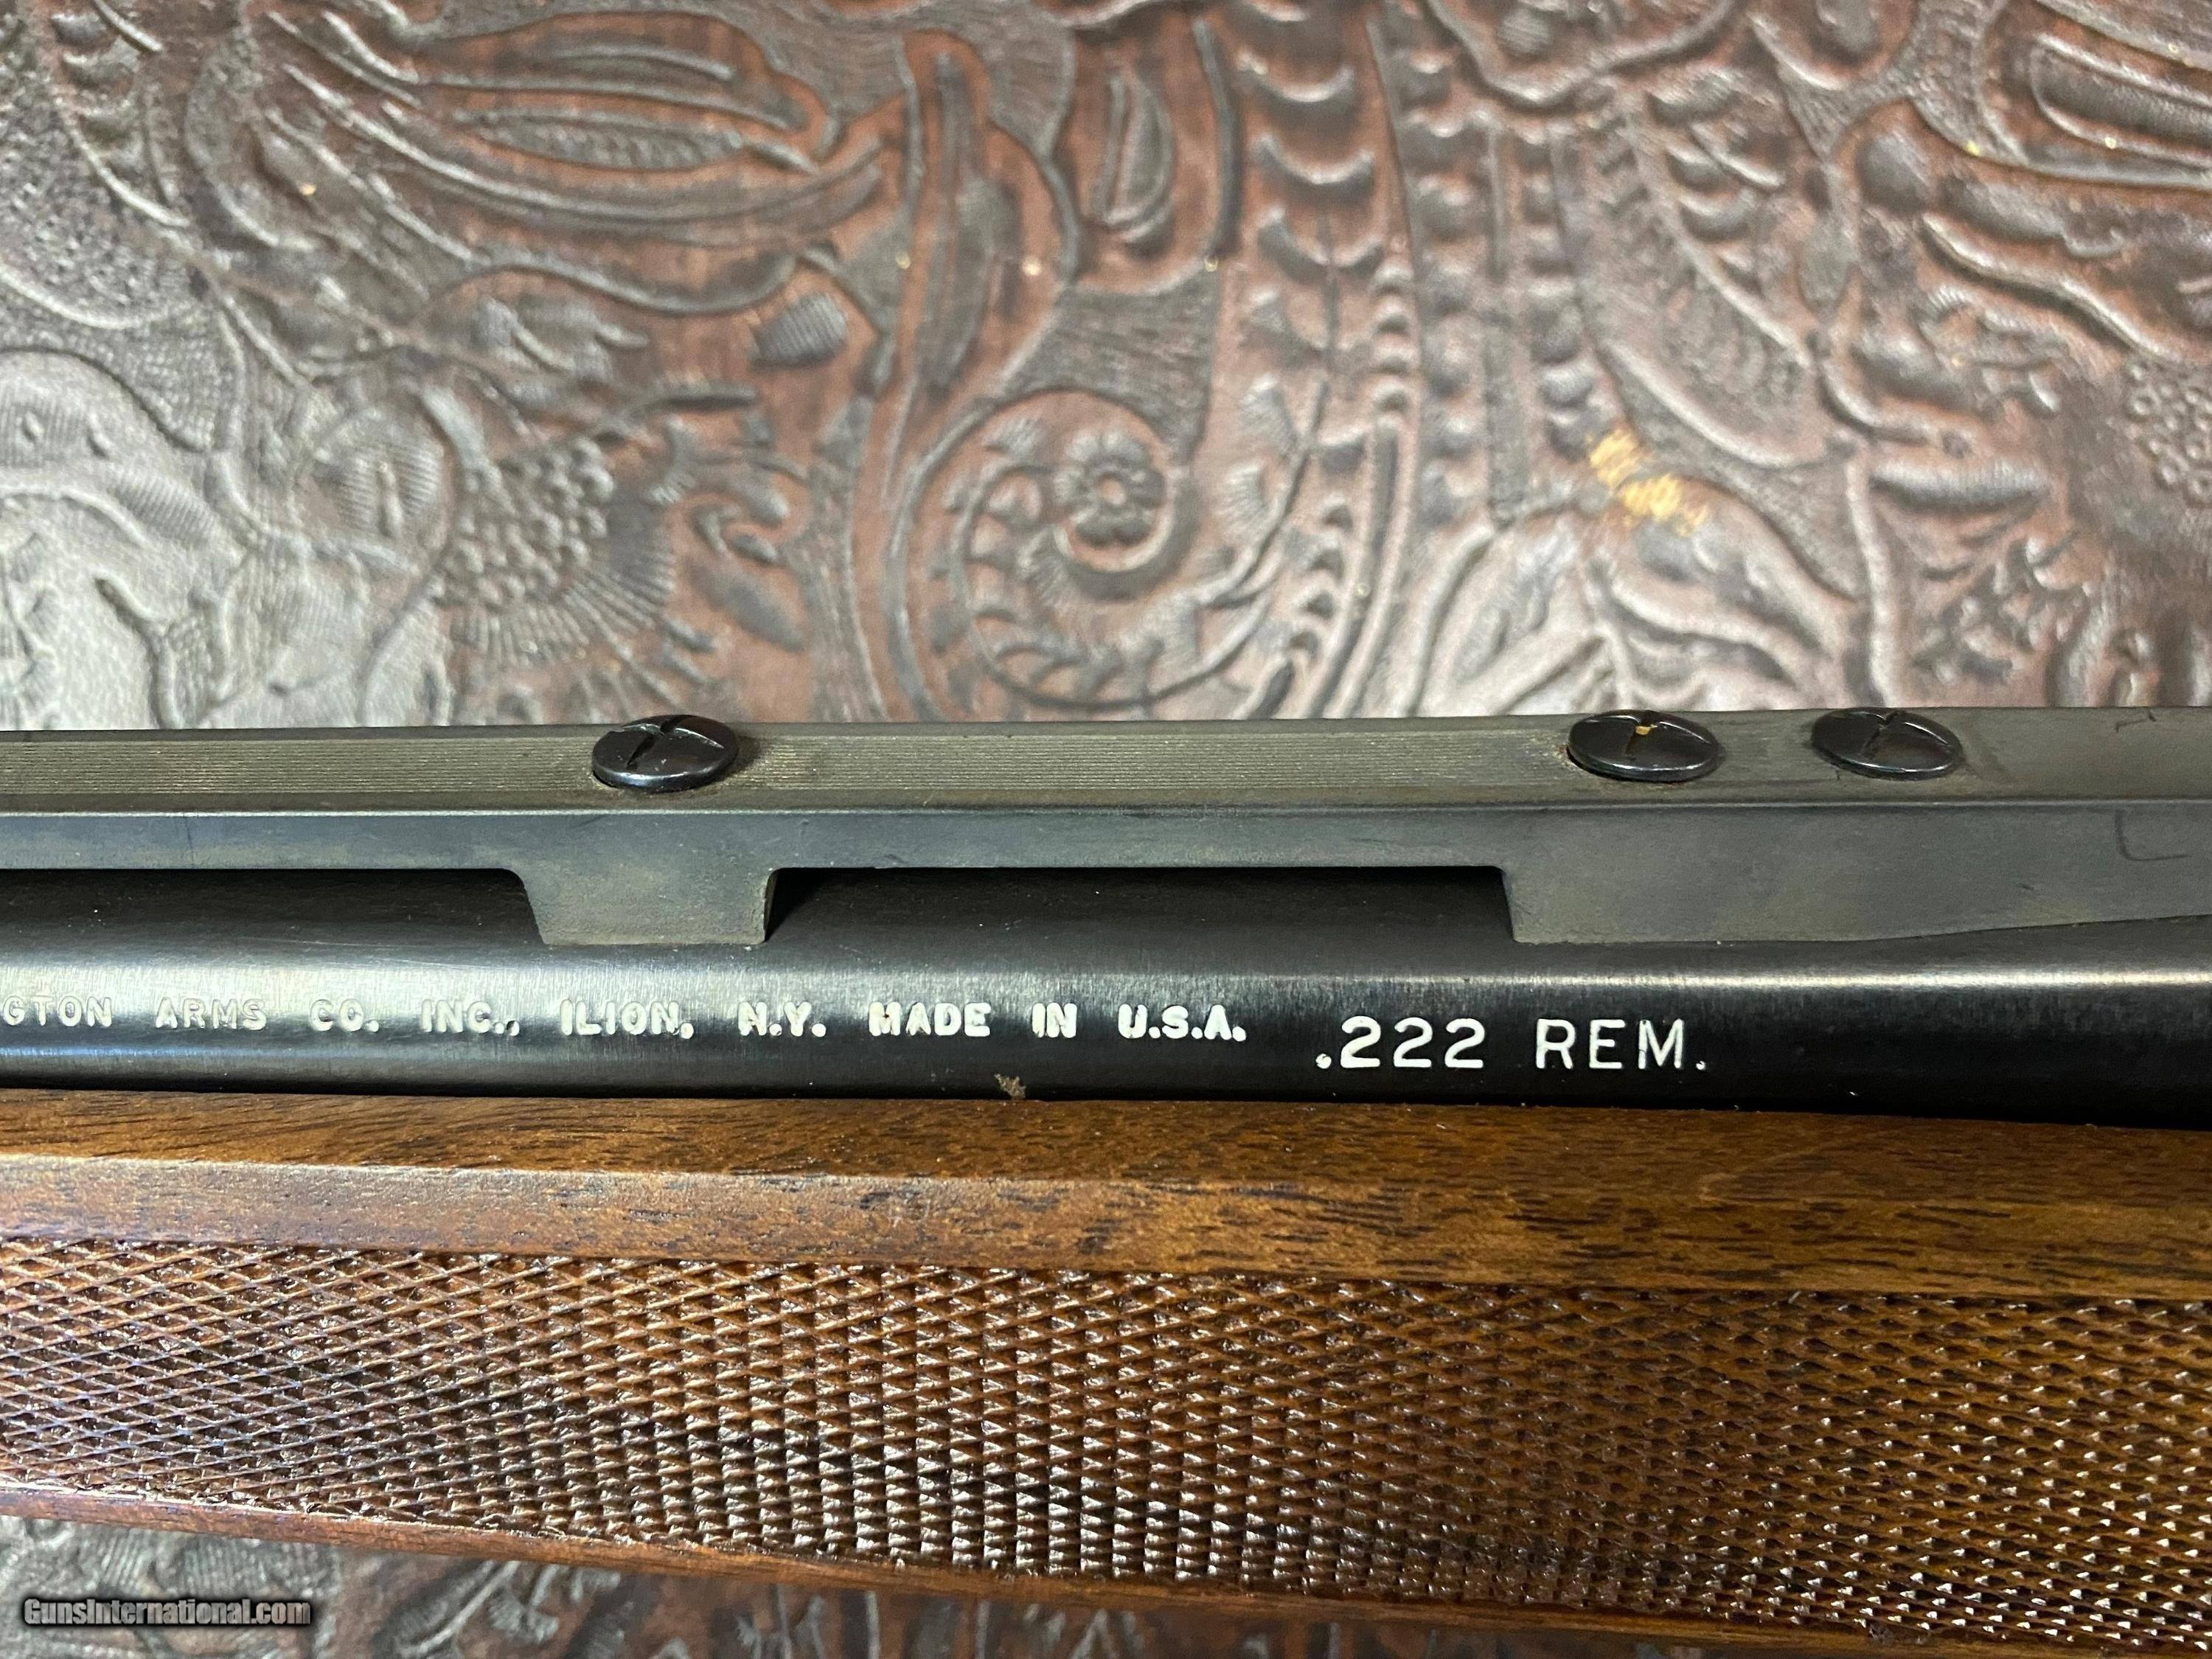 GTON ARMS CO. INC., ILION, N.Y. MADE IN U.S.A. .222 REM.
GunsInternational.com